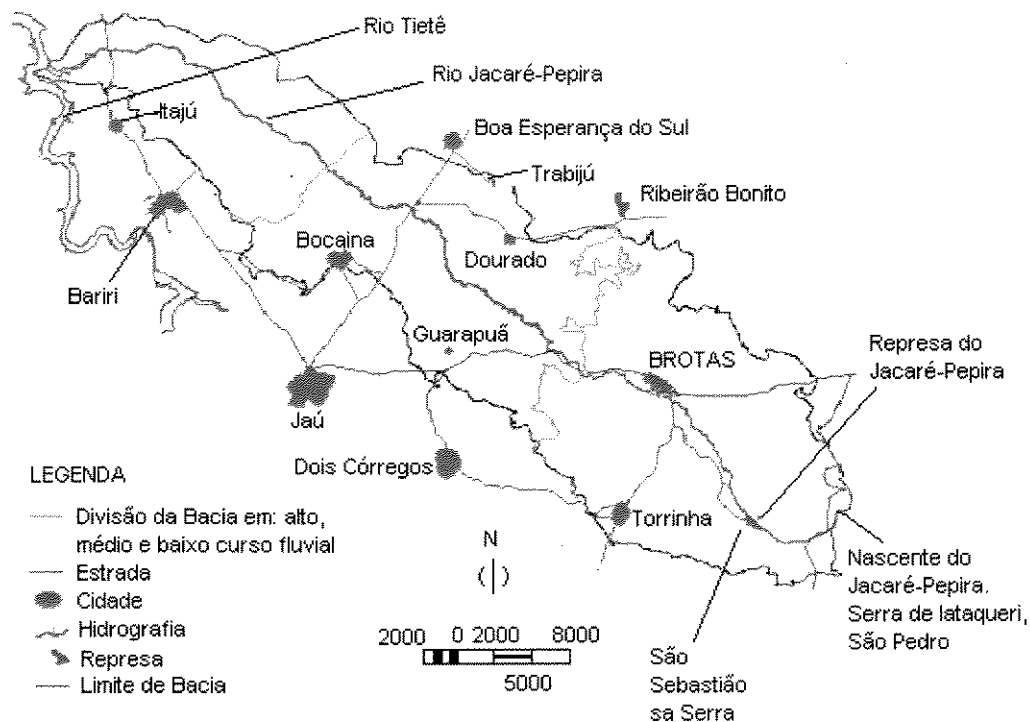 Rio Tietê
Rio Jacaré-Pepira
Itajú
Boa Esperança do Sul
Trabijú
Ribeirão Bonito
Bocaina
Dourado
Bariri
Guarapuã
BROTAS
Represa do
Jacaré-Pepira
Jaú
Dois Córregos
Torrinha
LEGENDA
Divisão da Bacia em: alto,
médio e baixo curso fluvial
Estrada
Cidade
Hidrografia
Represa
Limite de Bacia
N
2000 0 2000 8000
5000
São
Sebastião
sa Serra
Nascente do
Jacaré-Pepira.
Serra de Iataqueri,
São Pedro